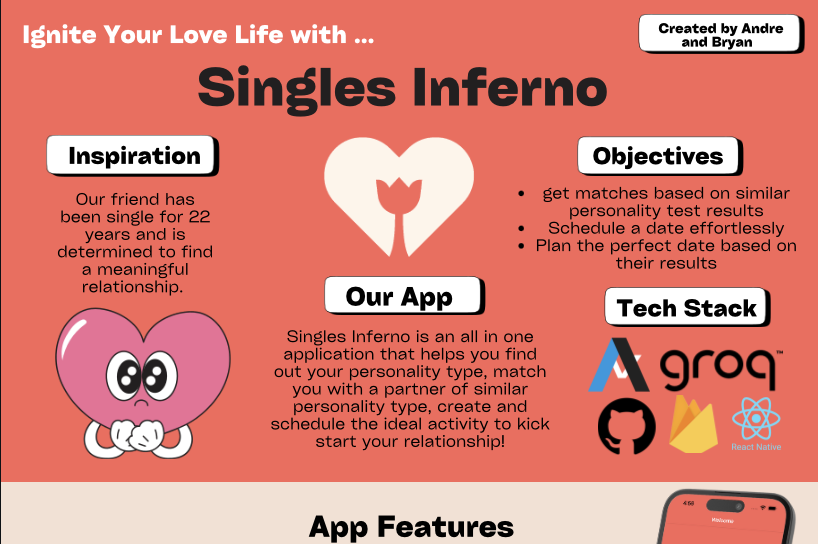 Ignite Your Love Life with ...
Created by Andre
and Bryan
Singles Inferno
Inspiration
Our friend has
been single for 22
years and is
determined to find
a meaningful
relationship.
Our App
Singles Inferno is an all in one
application that helps you find
out your personality type, match
you with a partner of similar
personality type, create and
schedule the ideal activity to kick
start your relationship!
Objectives
• get matches based on similar
personality test results
• Schedule a date effortlessly
• Plan the perfect date based on
their results
Tech Stack
groq™
React Native
App Features
4:59
Welcome